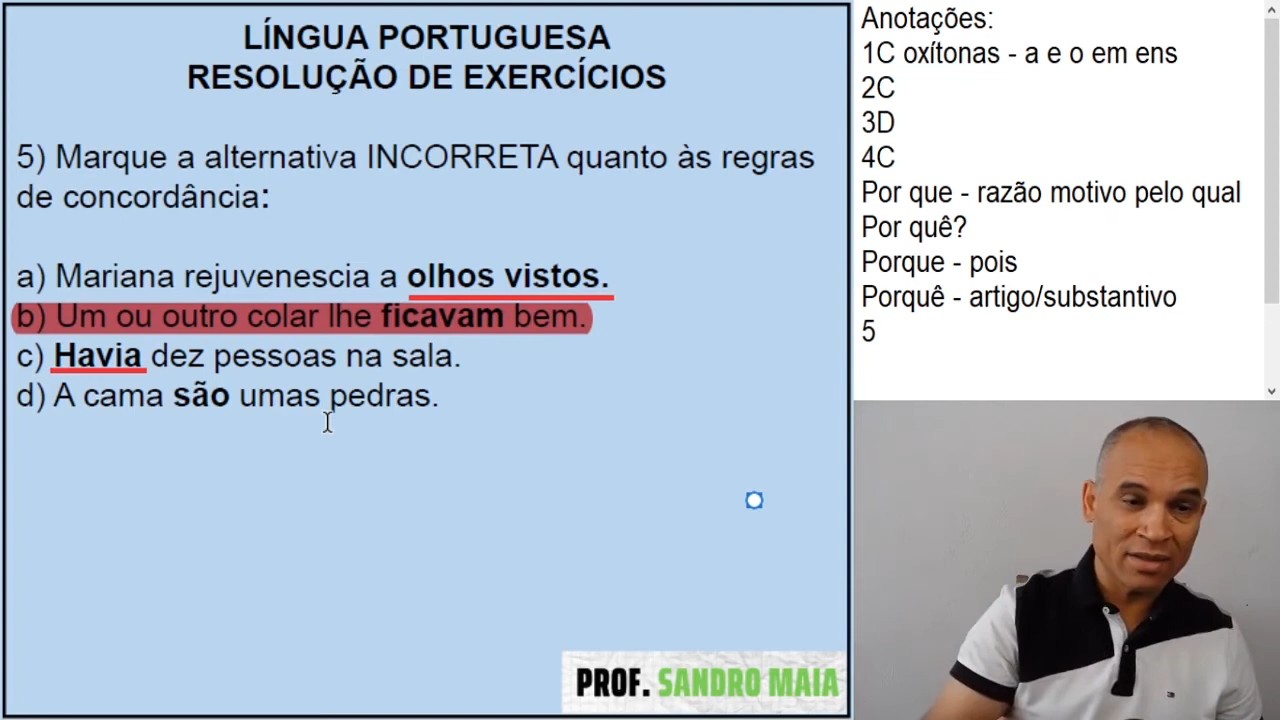 LÍNGUA PORTUGUESA
RESOLUÇÃO DE EXERCÍCIOS
5) Marque a alternativa INCORRETA quanto às regras
de concordância:
a) Mariana rejuvenescia a olhos vistos.
b) Um ou outro colar lhe ficavam bem.
c) Havia dez pessoas na sala.
d) A cama são umas pedras.
PROF. SANDRO MAIA
Anotações:
1C oxítonas - a e o em ens
2C
3D
4C
Por que - razão motivo pelo qual
Por quê?
Porque - pois
Porquê - artigo/substantivo
5